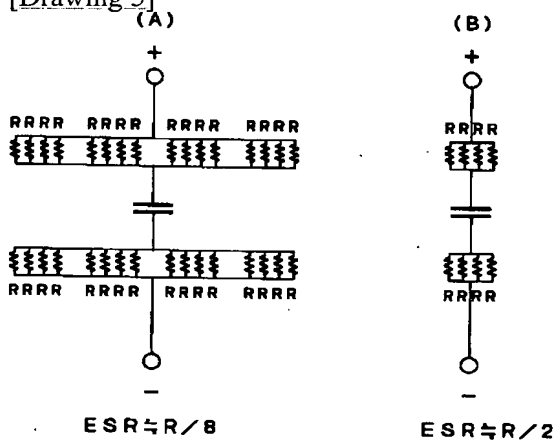 [Drawing 5]
(A)
+
RRRR RRRR RRRR RRRR
RRRR RRRR RRRR RRRR
−
ESR≒R/8
(B)
+
RRRR
RRRR
−
ESR≒R/2